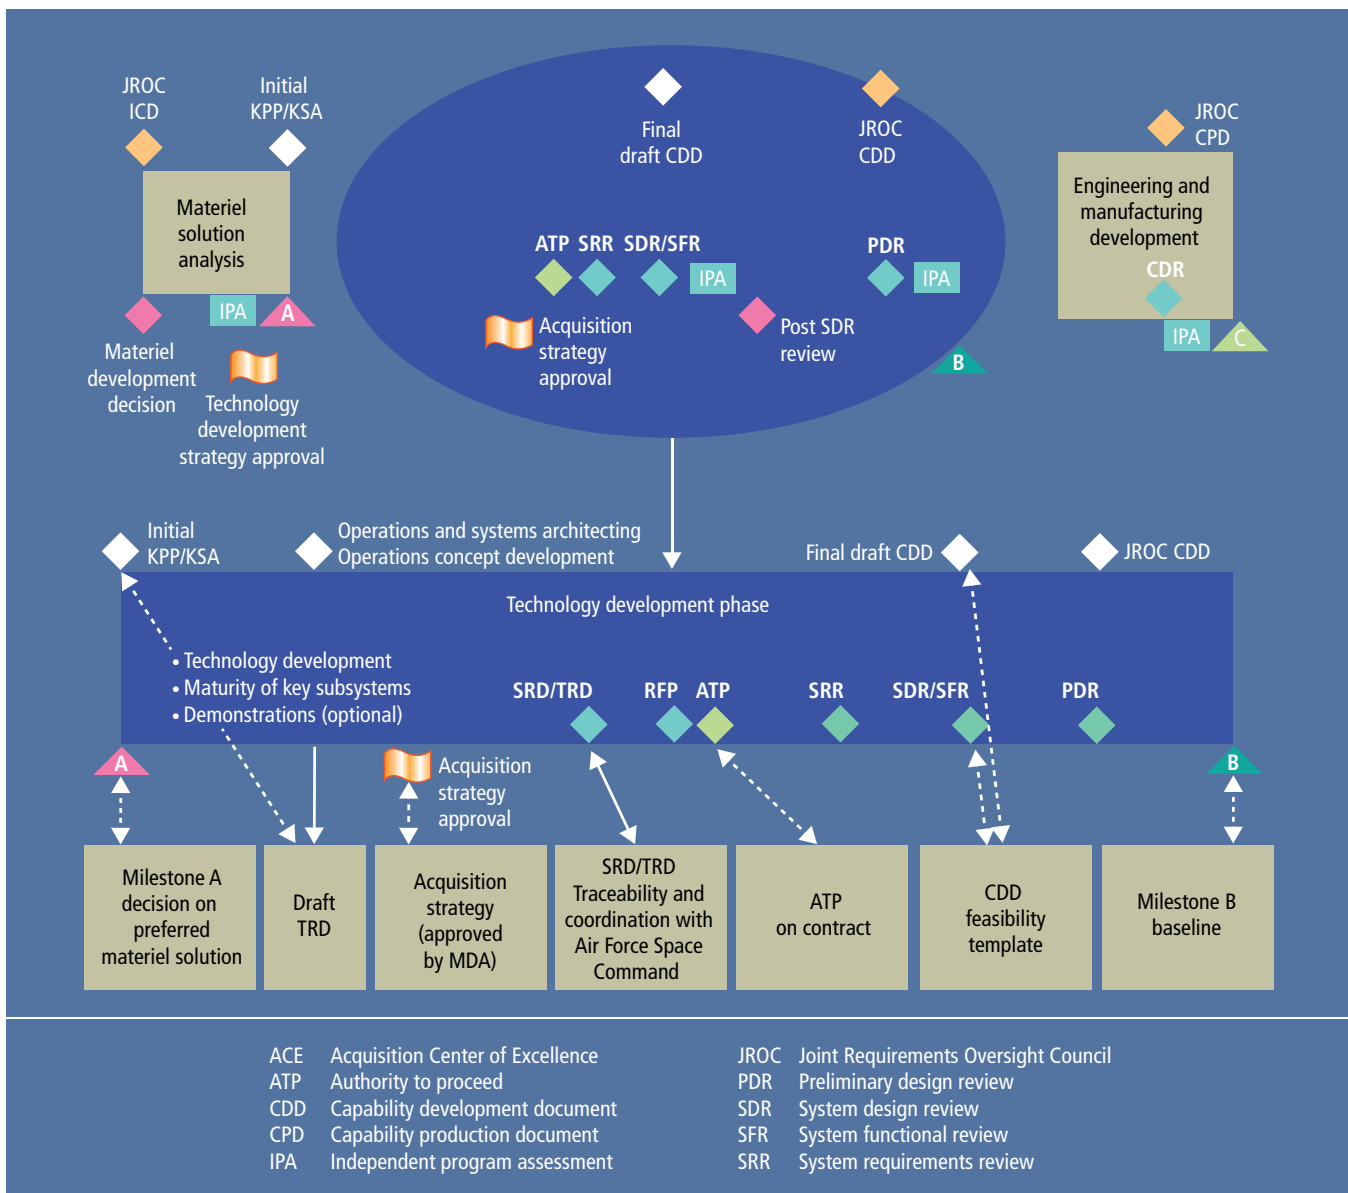 JROC
ICD
Initial
KPP/KSA
Materiel
solution
analysis
IPA
A
Materiel
development
decision
Technology
development
strategy approval
Final
draft CDD
JROC
CDD
ATP
SRR
SDR/SFR
IPA
PDR
IPA
Acquisition
strategy
approval
Post SDR
review
B
JROC
CPD
Engineering and
manufacturing
development
CDR
IPA
C
Initial
KPP/KSA
Operations and systems architecting
Operations concept development
Final draft CDD
JROC CDD
Technology development phase
• Technology development
• Maturity of key subsystems
• Demonstrations (optional)
SRD/TRD
RFP
ATP
SRR
SDR/SFR
PDR
A
Acquisition
strategy
approval
B
Milestone A
decision on
preferred
materiel solution
Draft
TRD
Acquisition
strategy
(approved
by MDA)
SRD/TRD
Traceability and
coordination with
Air Force Space
Command
ATP
on contract
CDD
feasibility
template
Milestone B
baseline
ACE Acquisition Center of Excellence
ATP Authority to proceed
CDD Capability development document
CPD Capability production document
IPA Independent program assessment
JROC Joint Requirements Oversight Council
PDR Preliminary design review
SDR System design review
SFR System functional review
SRR System requirements review